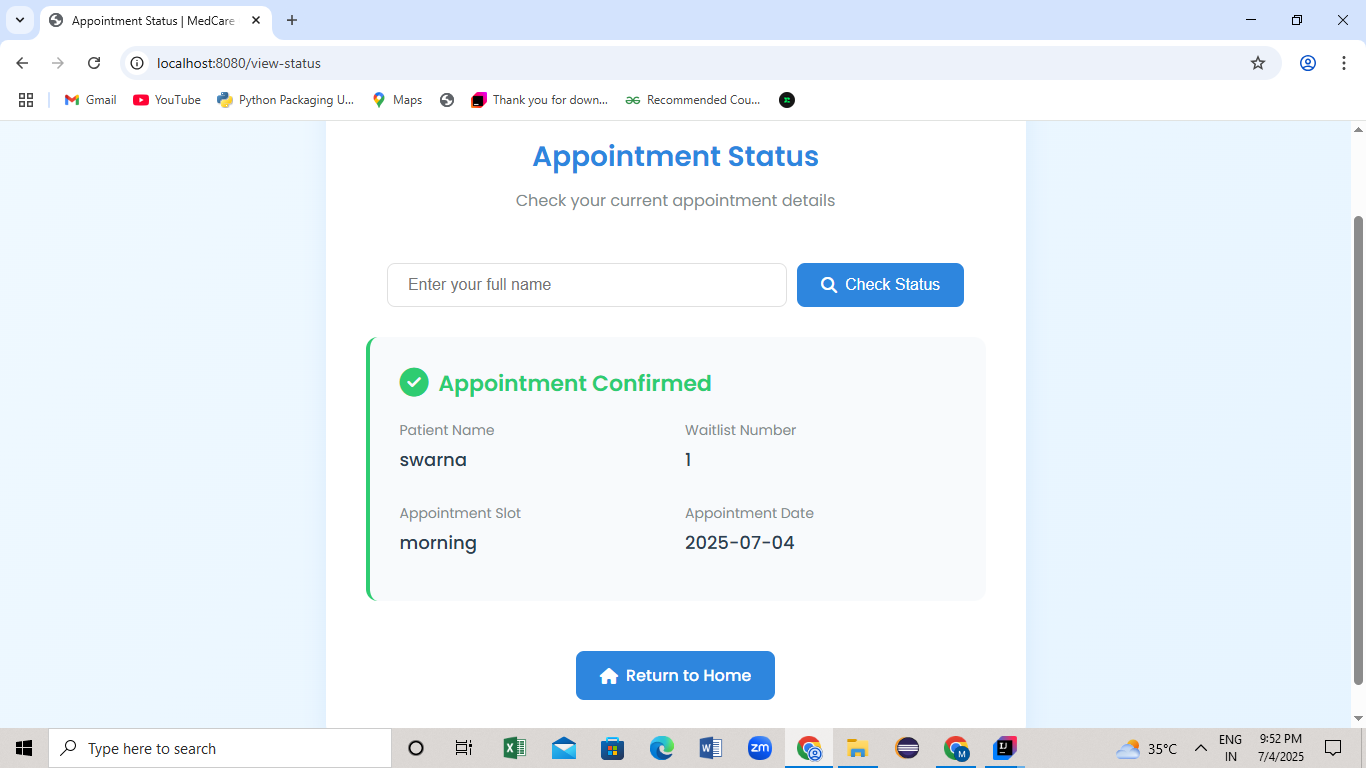 Appointment Status | MedCare
localhost:8080/view-status
Gmail YouTube Python Packaging U... Maps Thank you for down... Recommended Cou...
Appointment Status
Check your current appointment details
Enter your full name Check Status
Appointment Confirmed
Patient Name Waitlist Number
swarna 1
Appointment Slot Appointment Date
morning 2025-07-04
Return to Home
Type here to search zm M IJ 35°C ENG 9:52 PM
IN 7/4/2025